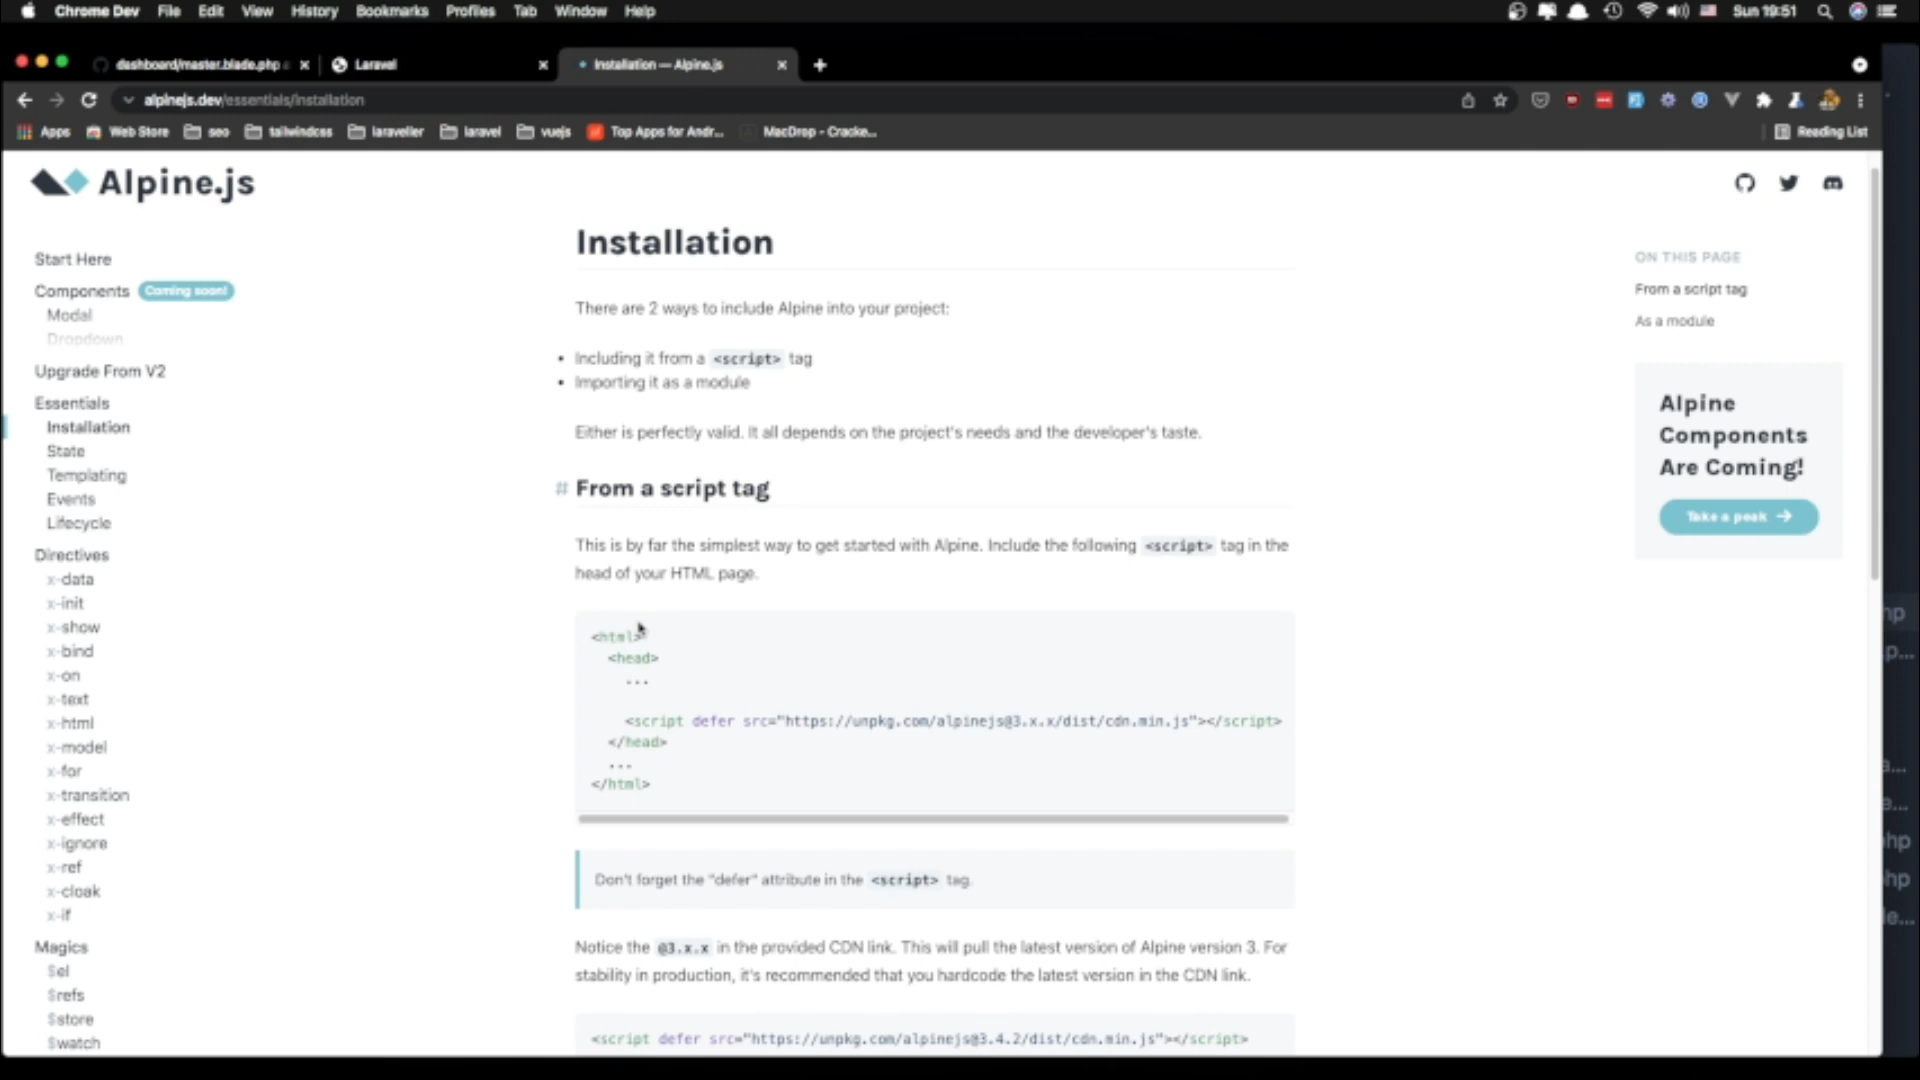 Chrome Dev File Edit View History Bookmarks Profiles Tab Window Help Sun 19:51
dashboard/master.blade.php Laravel Installation — Alpine.js
alpinejs.dev/essentials/installation
Apps Web Store seo tailwindcss laraveller laravel vuejs Top Apps for Andr... MacDrop - Cracke... Reading List
Alpine.js
Start Here
Components Coming soon!
Modal
Dropdown
Upgrade From V2
Essentials
Installation
State
Templating
Events
Lifecycle
Directives
x-data
x-init
x-show
x-bind
x-on
x-text
x-html
x-model
x-for
x-transition
x-effect
x-ignore
x-ref
x-cloak
x-if
Magics
$el
$refs
$store
$watch
Installation
There are 2 ways to include Alpine into your project:
• Including it from a <script> tag
• Importing it as a module
Either is perfectly valid. It all depends on the project's needs and the developer's taste.
# From a script tag
This is by far the simplest way to get started with Alpine. Include the following <script> tag in the
head of your HTML page.
<html>
<head>
...
<script defer src="https://unpkg.com/alpinejs@3.x.x/dist/cdn.min.js"></script>
</head>
...
</html>
Don't forget the "defer" attribute in the <script> tag.
Notice the @3.x.x in the provided CDN link. This will pull the latest version of Alpine version 3. For
stability in production, it's recommended that you hardcode the latest version in the CDN link.
<script defer src="https://unpkg.com/alpinejs@3.4.2/dist/cdn.min.js"></script>
ON THIS PAGE
From a script tag
As a module
Alpine
Components
Are Coming!
Take a peak →